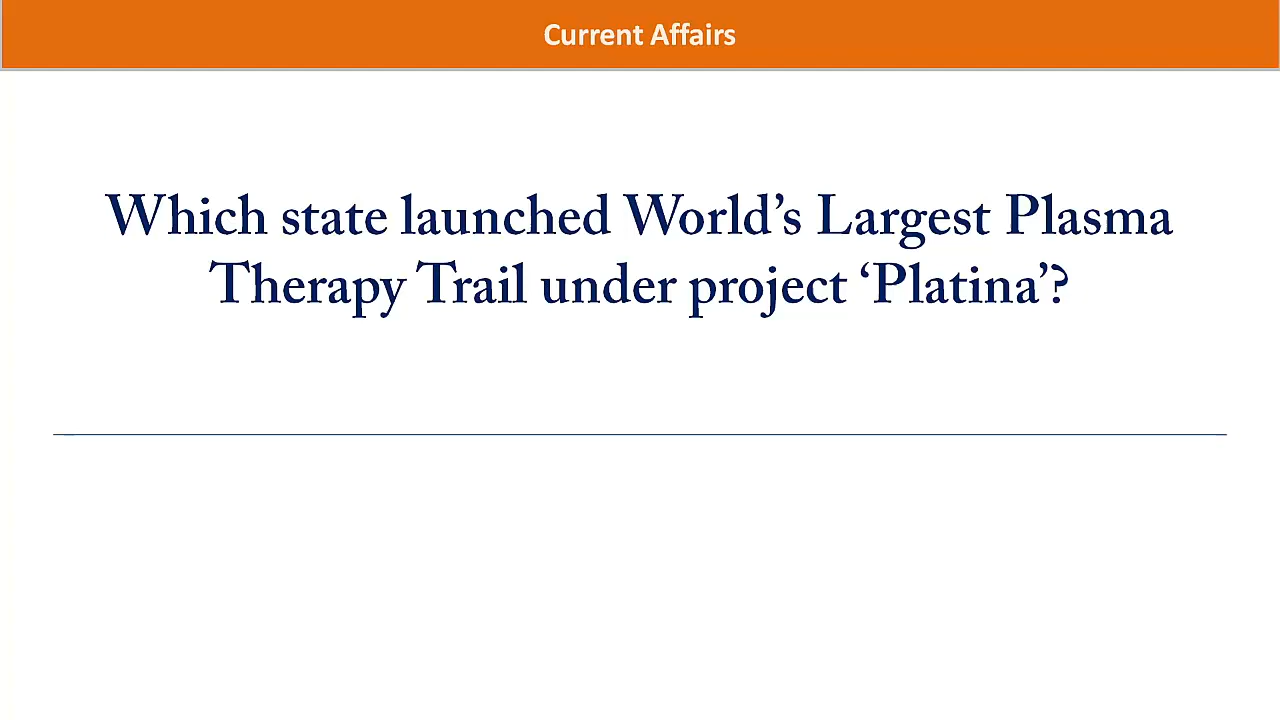 Current Affairs
Which state launched World’s Largest Plasma
Therapy Trail under project ‘Platina’?